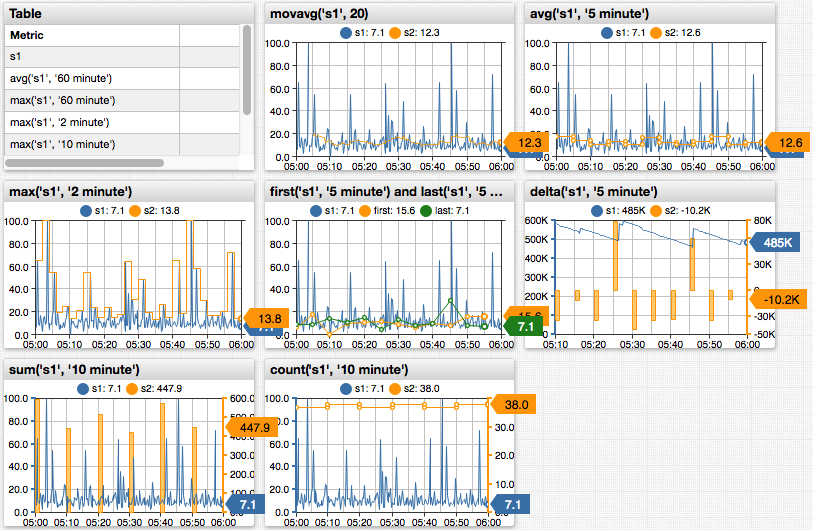 Table
Metric
s1
avg('s1', '60 minute')
max('s1', '60 minute')
max('s1', '2 minute')
max('s1', '10 minute')
movavg('s1', 20)
s1: 7.1 s2: 12.3
100.0
80.0
60.0
40.0
20.0
0.0
12.3
05:00 05:10 05:20 05:30 05:40 05:50 06:00
avg('s1', '5 minute')
s1: 7.1 s2: 12.6
100.0
80.0
60.0
40.0
20.0
0.0
12.6
05:00 05:10 05:20 05:30 05:40 05:50 06:00
max('s1', '2 minute')
s1: 7.1 s2: 13.8
100.0
80.0
60.0
40.0
20.0
0.0
13.8
7.1
05:00 05:10 05:20 05:30 05:40 05:50 06:00
first('s1', '5 minute') and last('s1', '5 ...
s1: 7.1 first: 15.6 last: 7.1
100.0
80.0
60.0
40.0
20.0
0.0
15.6
7.1
05:00 05:10 05:20 05:30 05:40 05:50 06:00
delta('s1', '5 minute')
s1: 485K s2: -10.2K
600K
500K
400K
300K
200K
100K
0K
80K
485K
30K
0
-10.2K
-30K
-50K
05:10 05:20 05:30 05:40 05:50 06:00
sum('s1', '10 minute')
s1: 7.1 s2: 447.9
100.0
80.0
60.0
40.0
20.0
0.0
600.0
447.9
7.1
05:00 05:10 05:20 05:30 05:40 05:50 06:00
count('s1', '10 minute')
s1: 7.1 s2: 38.0
100.0
80.0
60.0
40.0
20.0
0.0
38.0
30.0
20.0
10.0
7.1
05:00 05:10 05:20 05:30 05:40 05:50 06:00